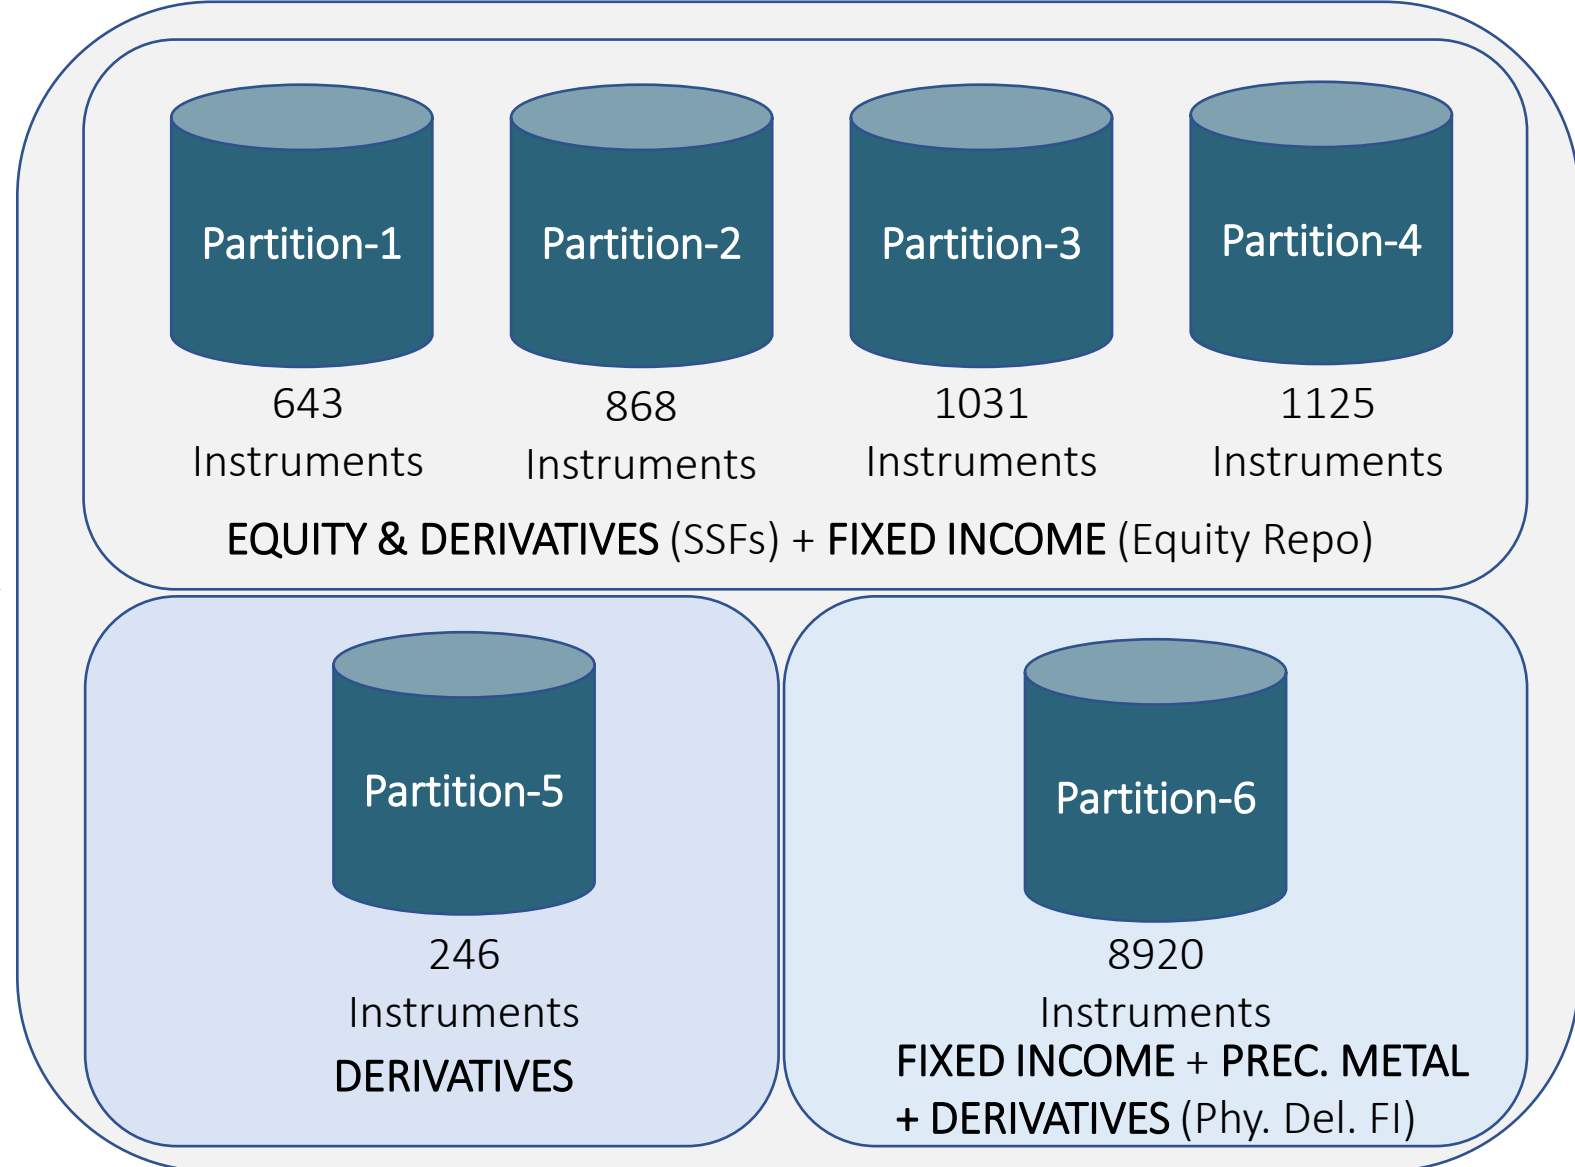 Partition-1
Partition-2
Partition-3
Partition-4
643
Instruments
868
Instruments
1031
Instruments
1125
Instruments
EQUITY & DERIVATIVES (SSFs) + FIXED INCOME (Equity Repo)
Partition-5
246
Instruments
DERIVATIVES
Partition-6
8920
Instruments
FIXED INCOME + PREC. METAL
+ DERIVATIVES (Phy. Del. FI)